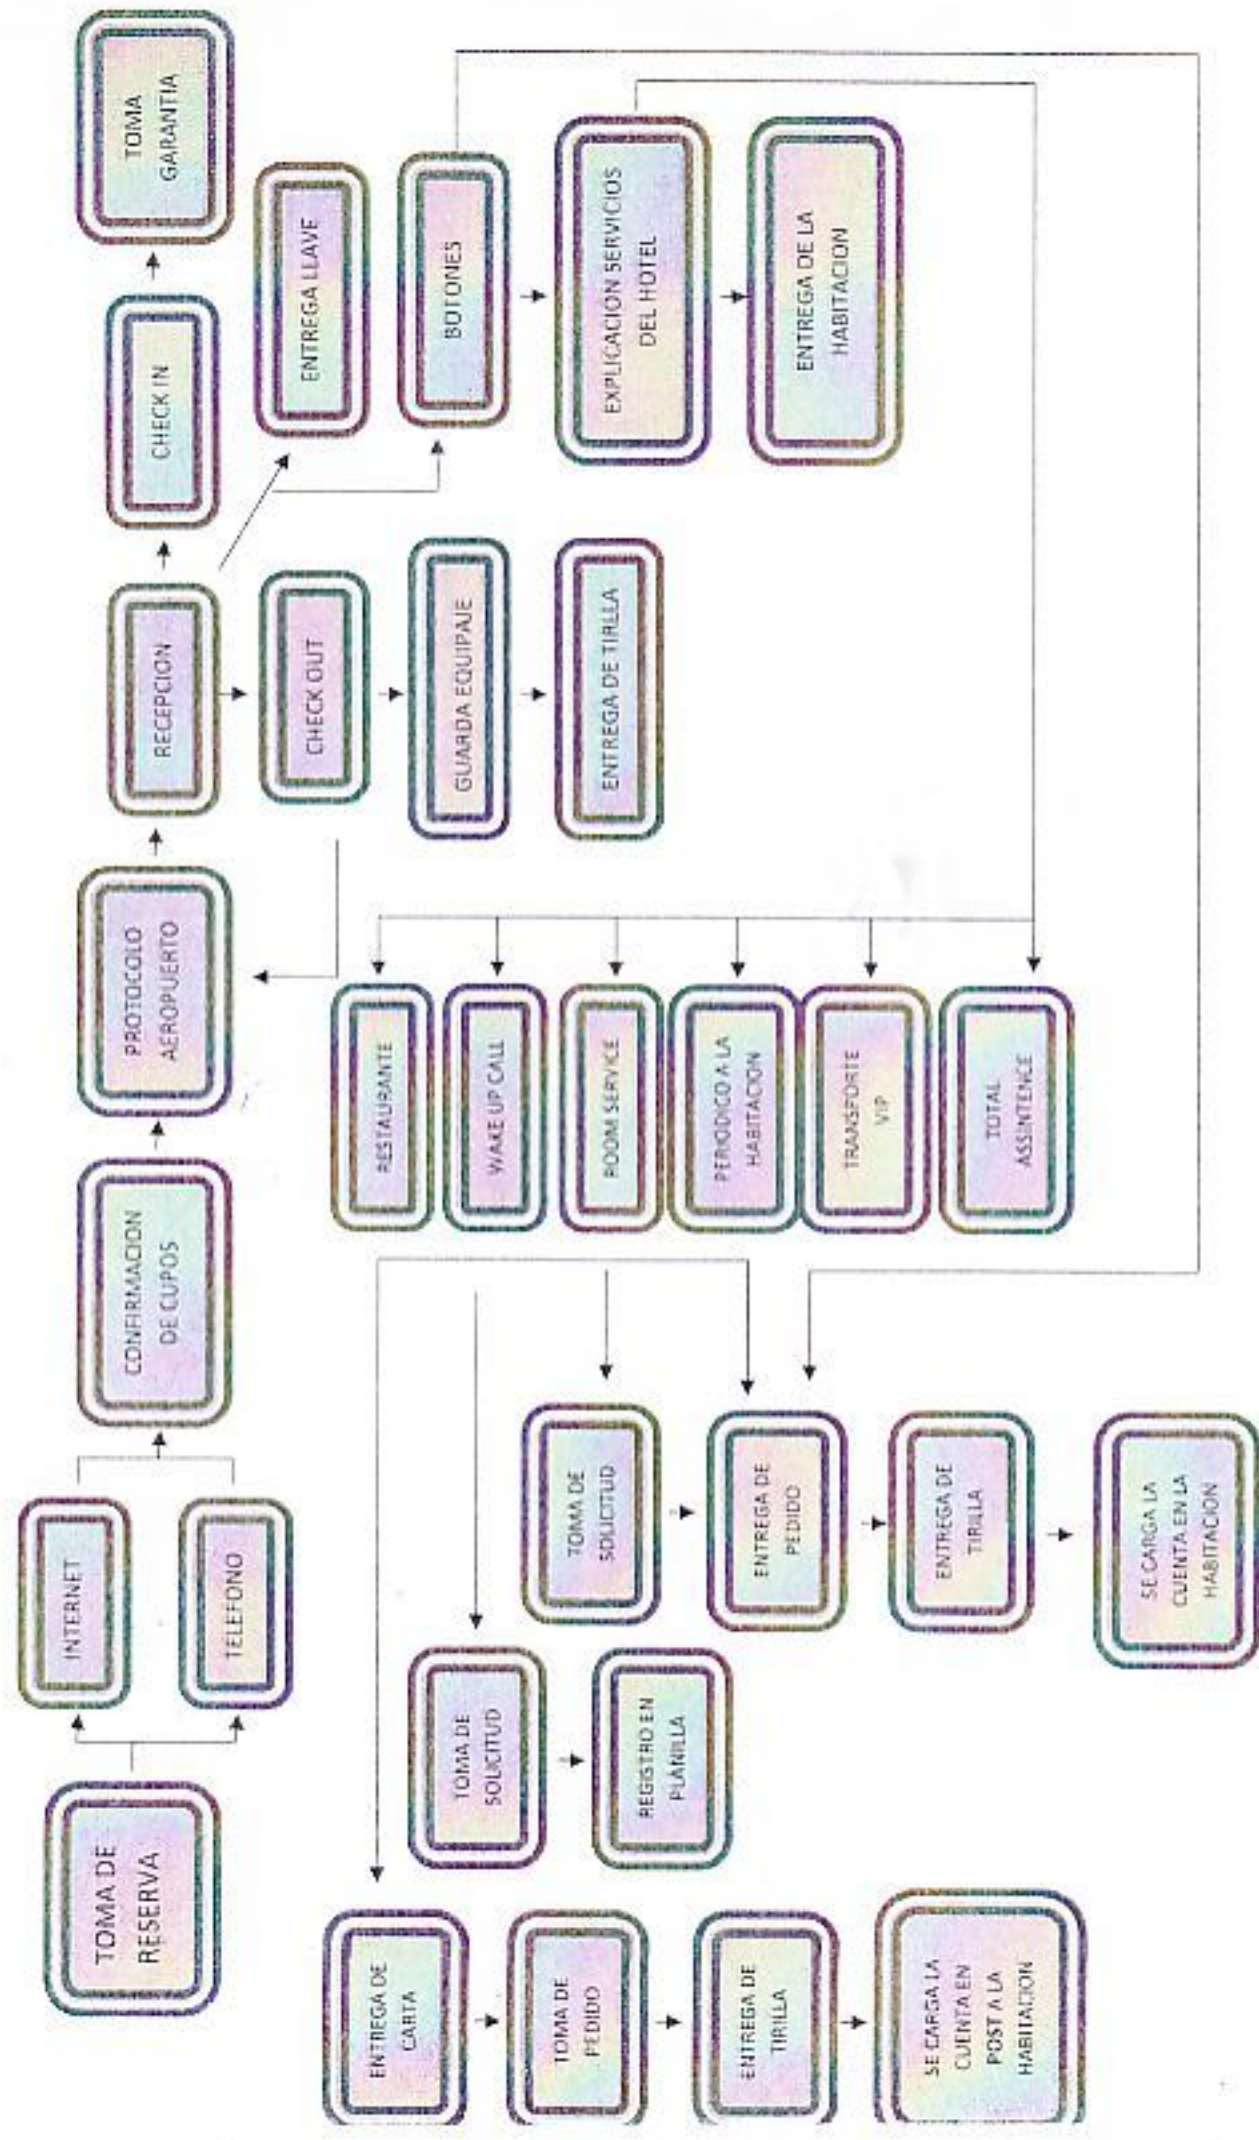 TOMA DE
RESERVA
INTERNET
TELEFONO
CONFIRMACION
DE CUPOS
PROTOCOLO
AEROPUERTO
RECEPCION
CHECK IN
TOMA
GARANTIA
ENTREGA LLAVE
BOTONES
EXPLICACION SERVICIOS
DEL HOTEL
ENTREGA DE LA
HABITACION
CHECK OUT
GUARDA EQUIPAJE
ENTREGA DE TIRLLA
RESTAURANTE
WAKE UP CALL
ROOM SERVICE
PERIODICO A LA
HABITACION
TRANSPORTE
VIP
TOTAL
ASSINTENCE
TOMA DE
SOLICITUD
ENTREGA DE
PEDIDO
ENTREGA DE
TIRILLA
SE CARGA LA
CUENTA EN LA
HABITACION
TOMA DE
SOLICITUD
REGISTRO EN
PLANILLA
ENTREGA DE
CARTA
TOMA DE
PEDIDO
ENTREGA DE
TIRILLA
SE CARGA LA
CUENTA EN
POST A LA
HABITACION